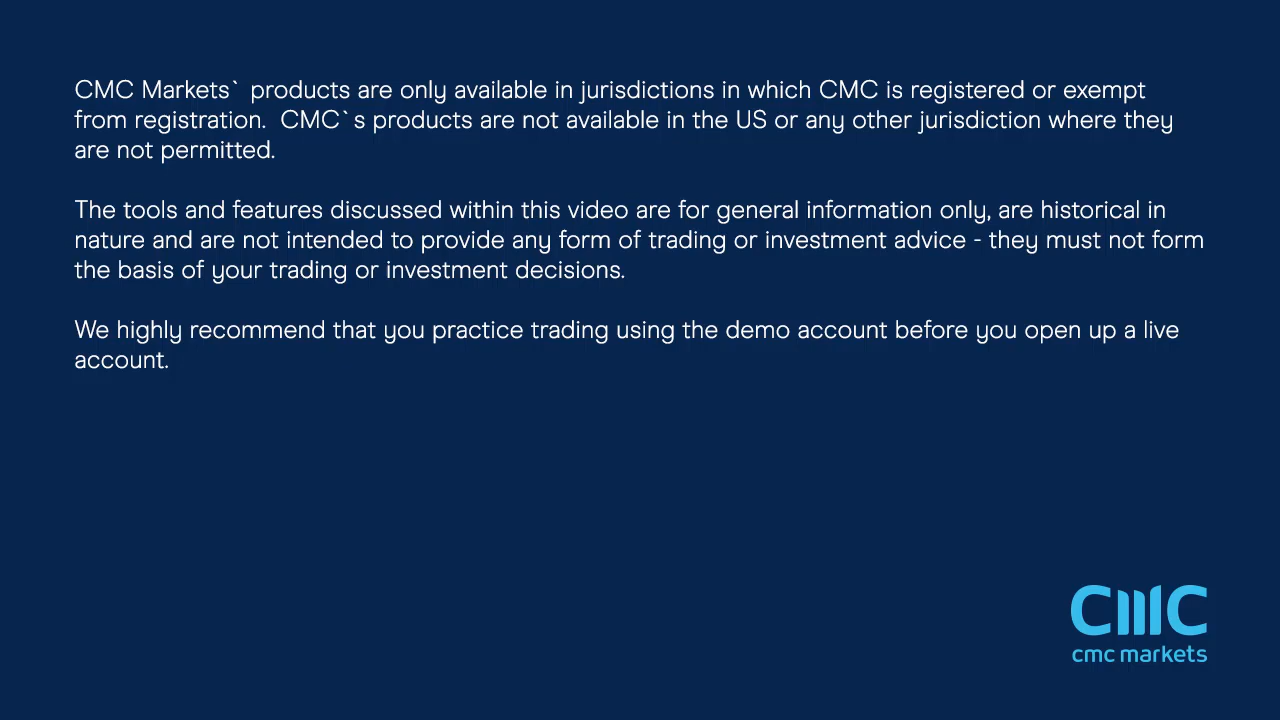 CMC Markets` products are only available in jurisdictions in which CMC is registered or exempt
from registration.  CMC`s products are not available in the US or any other jurisdiction where they
are not permitted.
The tools and features discussed within this video are for general information only, are historical in
nature and are not intended to provide any form of trading or investment advice - they must not form
the basis of your trading or investment decisions.
We highly recommend that you practice trading using the demo account before you open up a live
account.
CMC
cmc markets